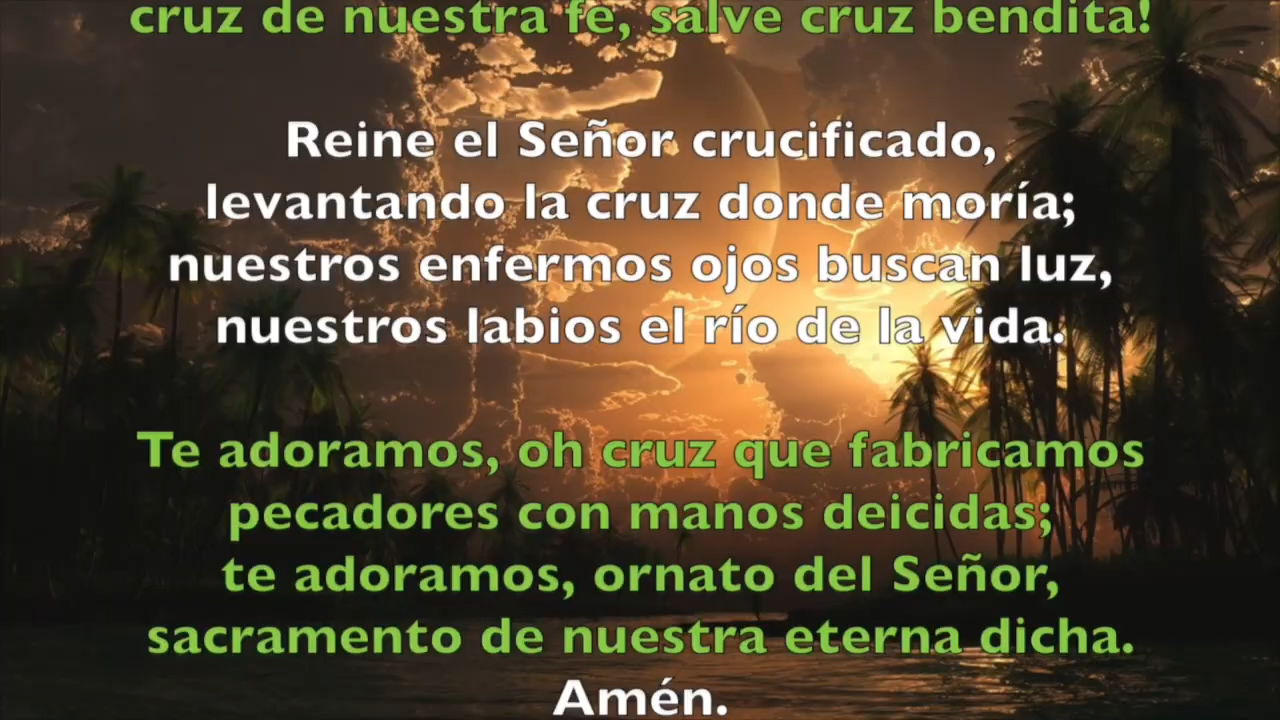 cruz de nuestra fe, salve cruz bendita!
Reine el Señor crucificado,
levantando la cruz donde moría;
nuestros enfermos ojos buscan luz,
nuestros labios el río de la vida.
Te adoramos, oh cruz que fabricamos
pecadores con manos deicidas;
te adoramos, ornato del Señor,
sacramento de nuestra eterna dicha.
Amén.